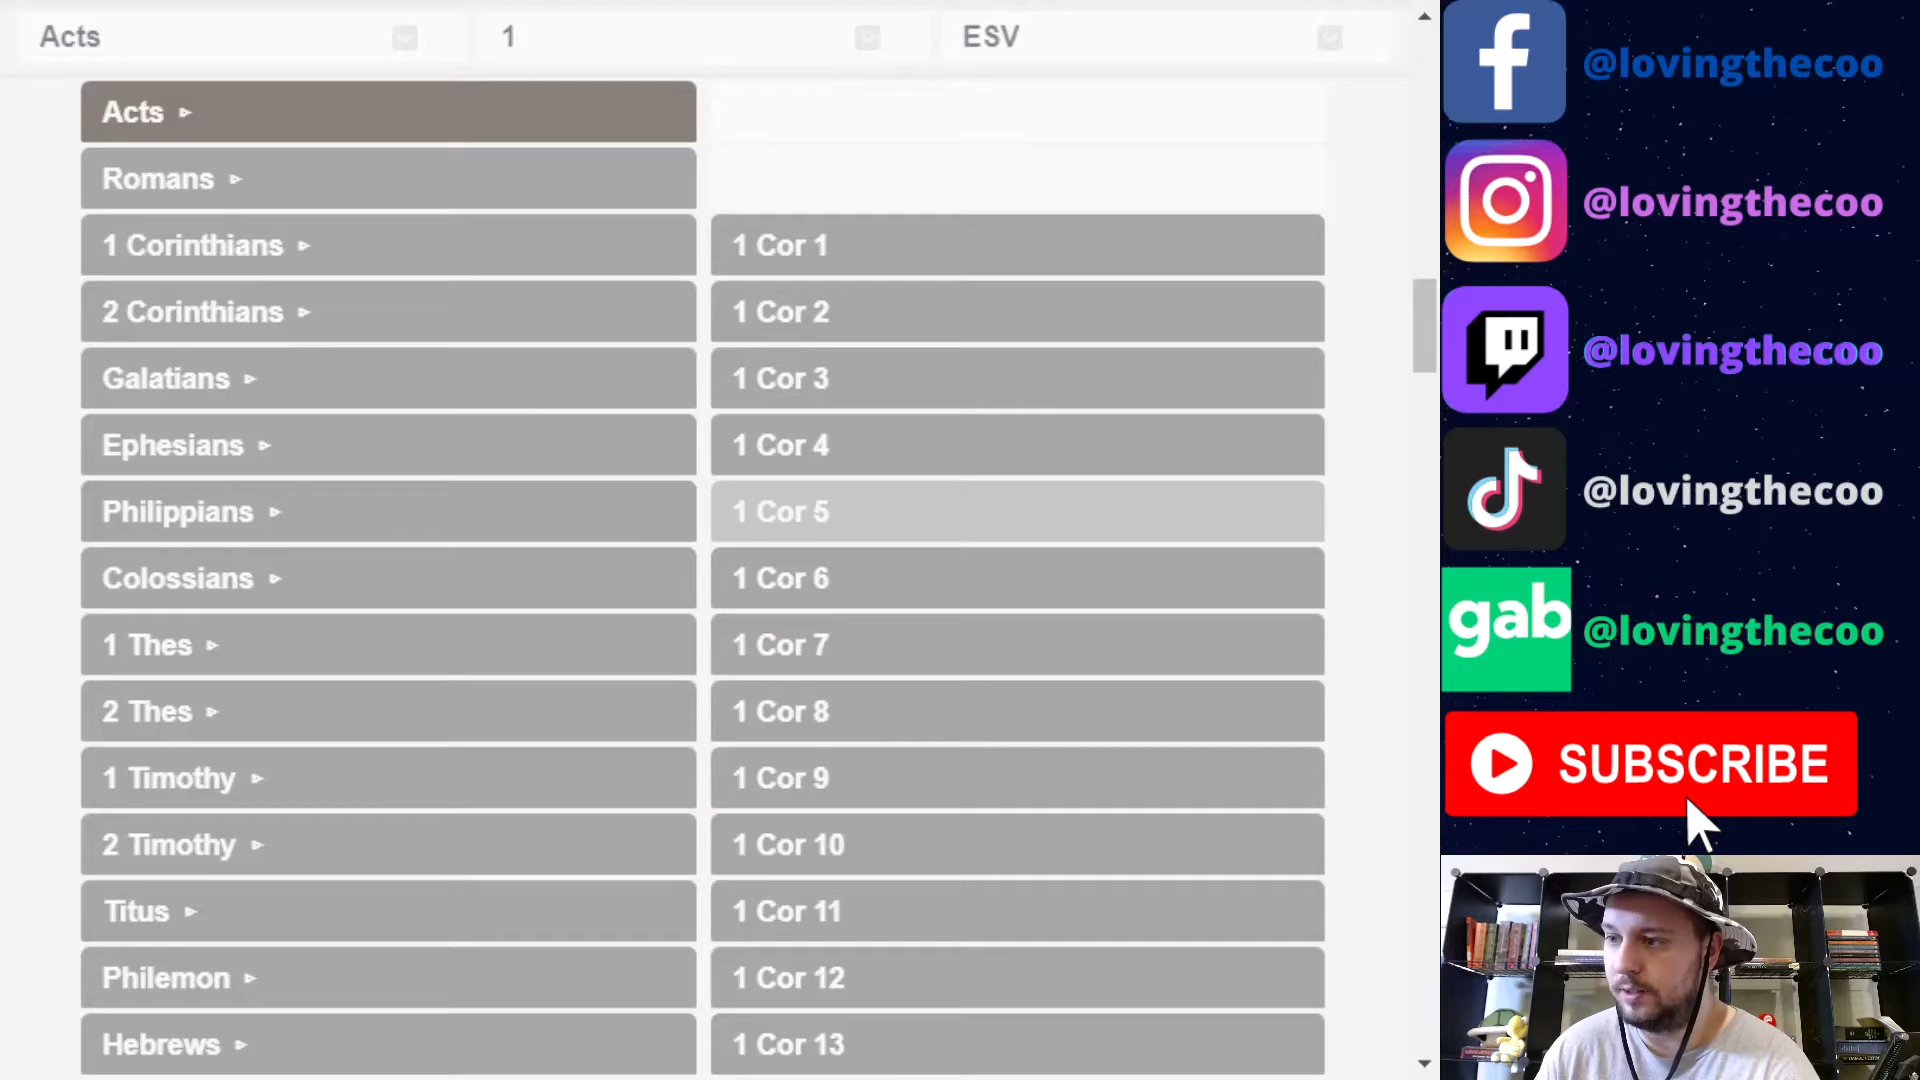 Acts
1
ESV
Acts
Romans
1 Corinthians
2 Corinthians
Galatians
Ephesians
Philippians
Colossians
1 Thes
2 Thes
1 Timothy
2 Timothy
Titus
Philemon
Hebrews
1 Cor 1
1 Cor 2
1 Cor 3
1 Cor 4
1 Cor 5
1 Cor 6
1 Cor 7
1 Cor 8
1 Cor 9
1 Cor 10
1 Cor 11
1 Cor 12
1 Cor 13
@lovingthecoo
@lovingthecoo
@lovingthecoo
@lovingthecoo
gab @lovingthecoo
SUBSCRIBE